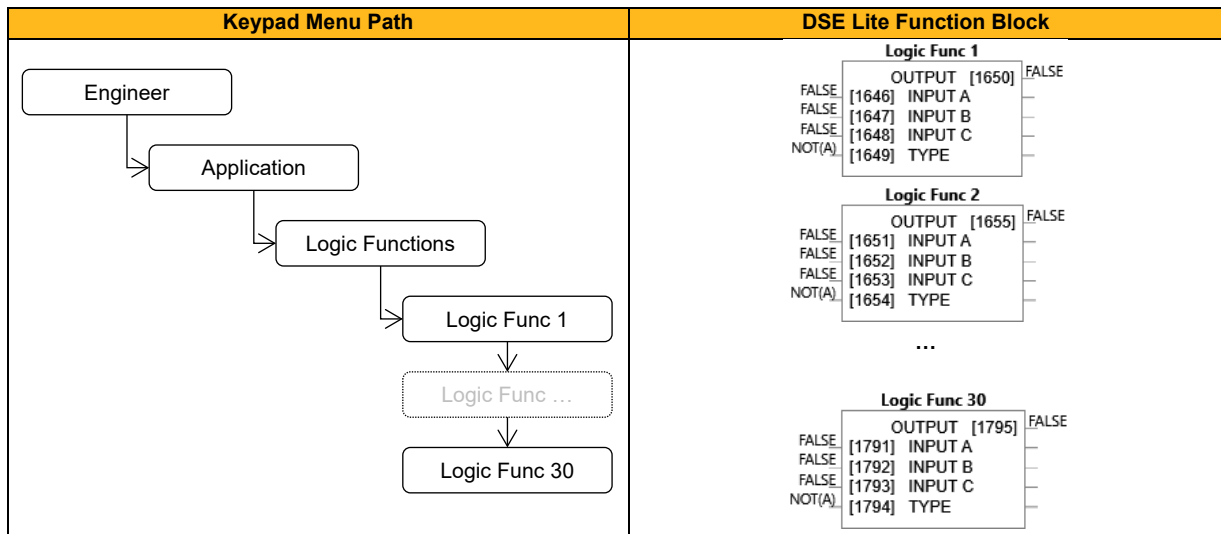 Keypad Menu Path
DSE Lite Function Block
Engineer
Application
Logic Functions
Logic Func 1
Logic Func ...
Logic Func 30
Logic Func 1
OUTPUT [1650] FALSE
FALSE [1646] INPUT A
FALSE [1647] INPUT B
FALSE [1648] INPUT C
NOT(A) [1649] TYPE
Logic Func 2
OUTPUT [1655] FALSE
FALSE [1651] INPUT A
FALSE [1652] INPUT B
FALSE [1653] INPUT C
NOT(A) [1654] TYPE
...
Logic Func 30
OUTPUT [1795] FALSE
FALSE [1791] INPUT A
FALSE [1792] INPUT B
FALSE [1793] INPUT C
NOT(A) [1794] TYPE